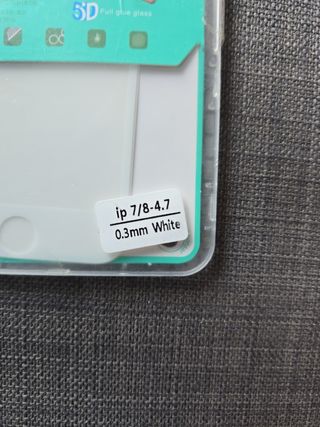 5D Full glue glass
ip 7/8-4.7
0.3mm White